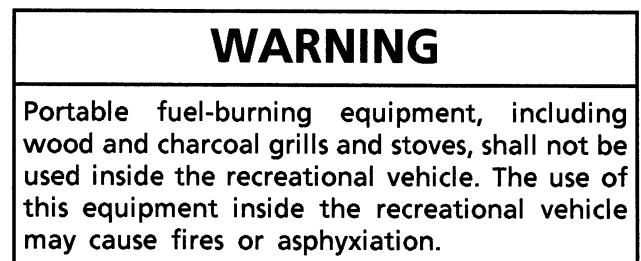 WARNING
Portable fuel-burning equipment, including
wood and charcoal grills and stoves, shall not be
used inside the recreational vehicle. The use of
this equipment inside the recreational vehicle
may cause fires or asphyxiation.